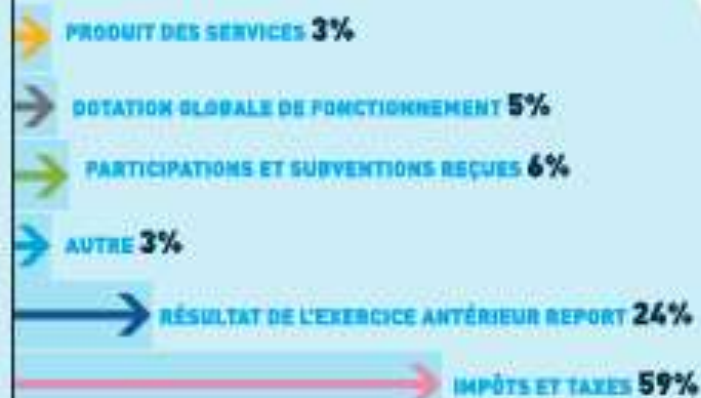 PRODUIT DES SERVICES 3%
DOTATION GLOBALE DE FONCTIONNEMENT 5%
PARTICIPATIONS ET SUBVENTIONS REÇUES 6%
AUTRE 3%
RÉSULTAT DE L'EXERCICE ANTÉRIEUR REPORT 24%
IMPÔTS ET TAXES 59%